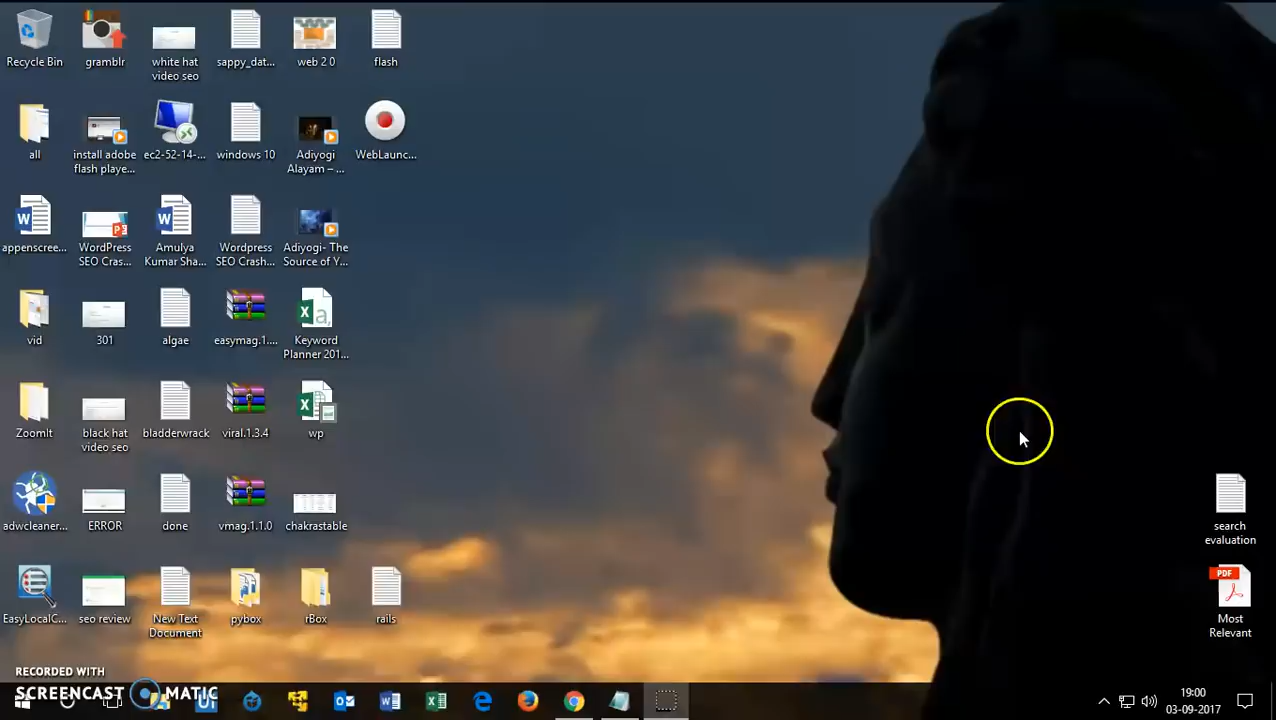 Recycle Bin
gramblr
white hat
video seo
sappy_dat...
web 2 0
flash
all
install adobe
flash playe...
ec2-52-14-...
windows 10
Adiyogi
Alayam – ...
WebLaunc...
appenscree...
WordPress
SEO Cras...
Amulya
Kumar Sha...
Wordpress
SEO Crash...
Adiyogi- The
Source of Y...
vid
301
algae
easymag.1....
Keyword
Planner 201...
ZoomIt
black hat
video seo
bladderwrack
viral.1.3.4
wp
adwcleaner...
ERROR
done
vmag.1.1.0
chakrastable
search
evaluation
EasyLocalC...
seo review
New Text
Document
pybox
rBox
rails
PDF
Most
Relevant
RECORDED WITH
SCREENCAST MATIC
19:00
03-09-2017